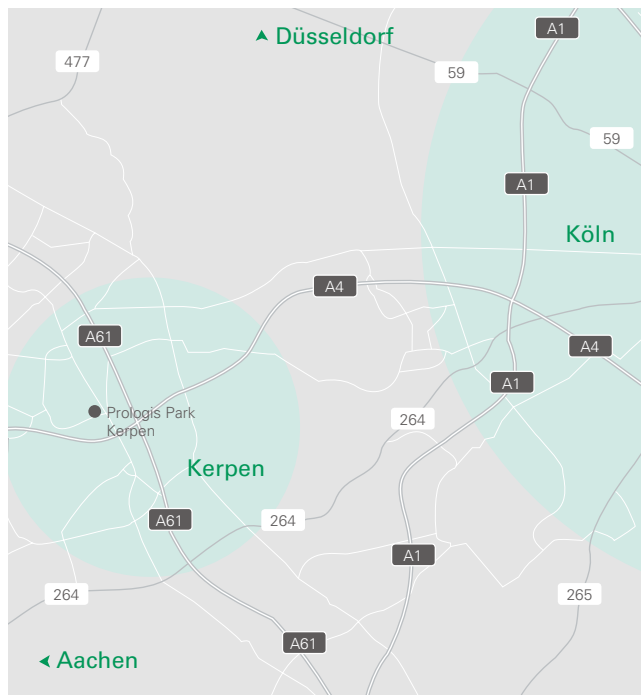 A1
Düsseldorf
477
59
59
A1
Köln
A4
A61
A4
A1
Prologis Park
Kerpen
264
Kerpen
A61
264
A1
264
265
A61
Aachen